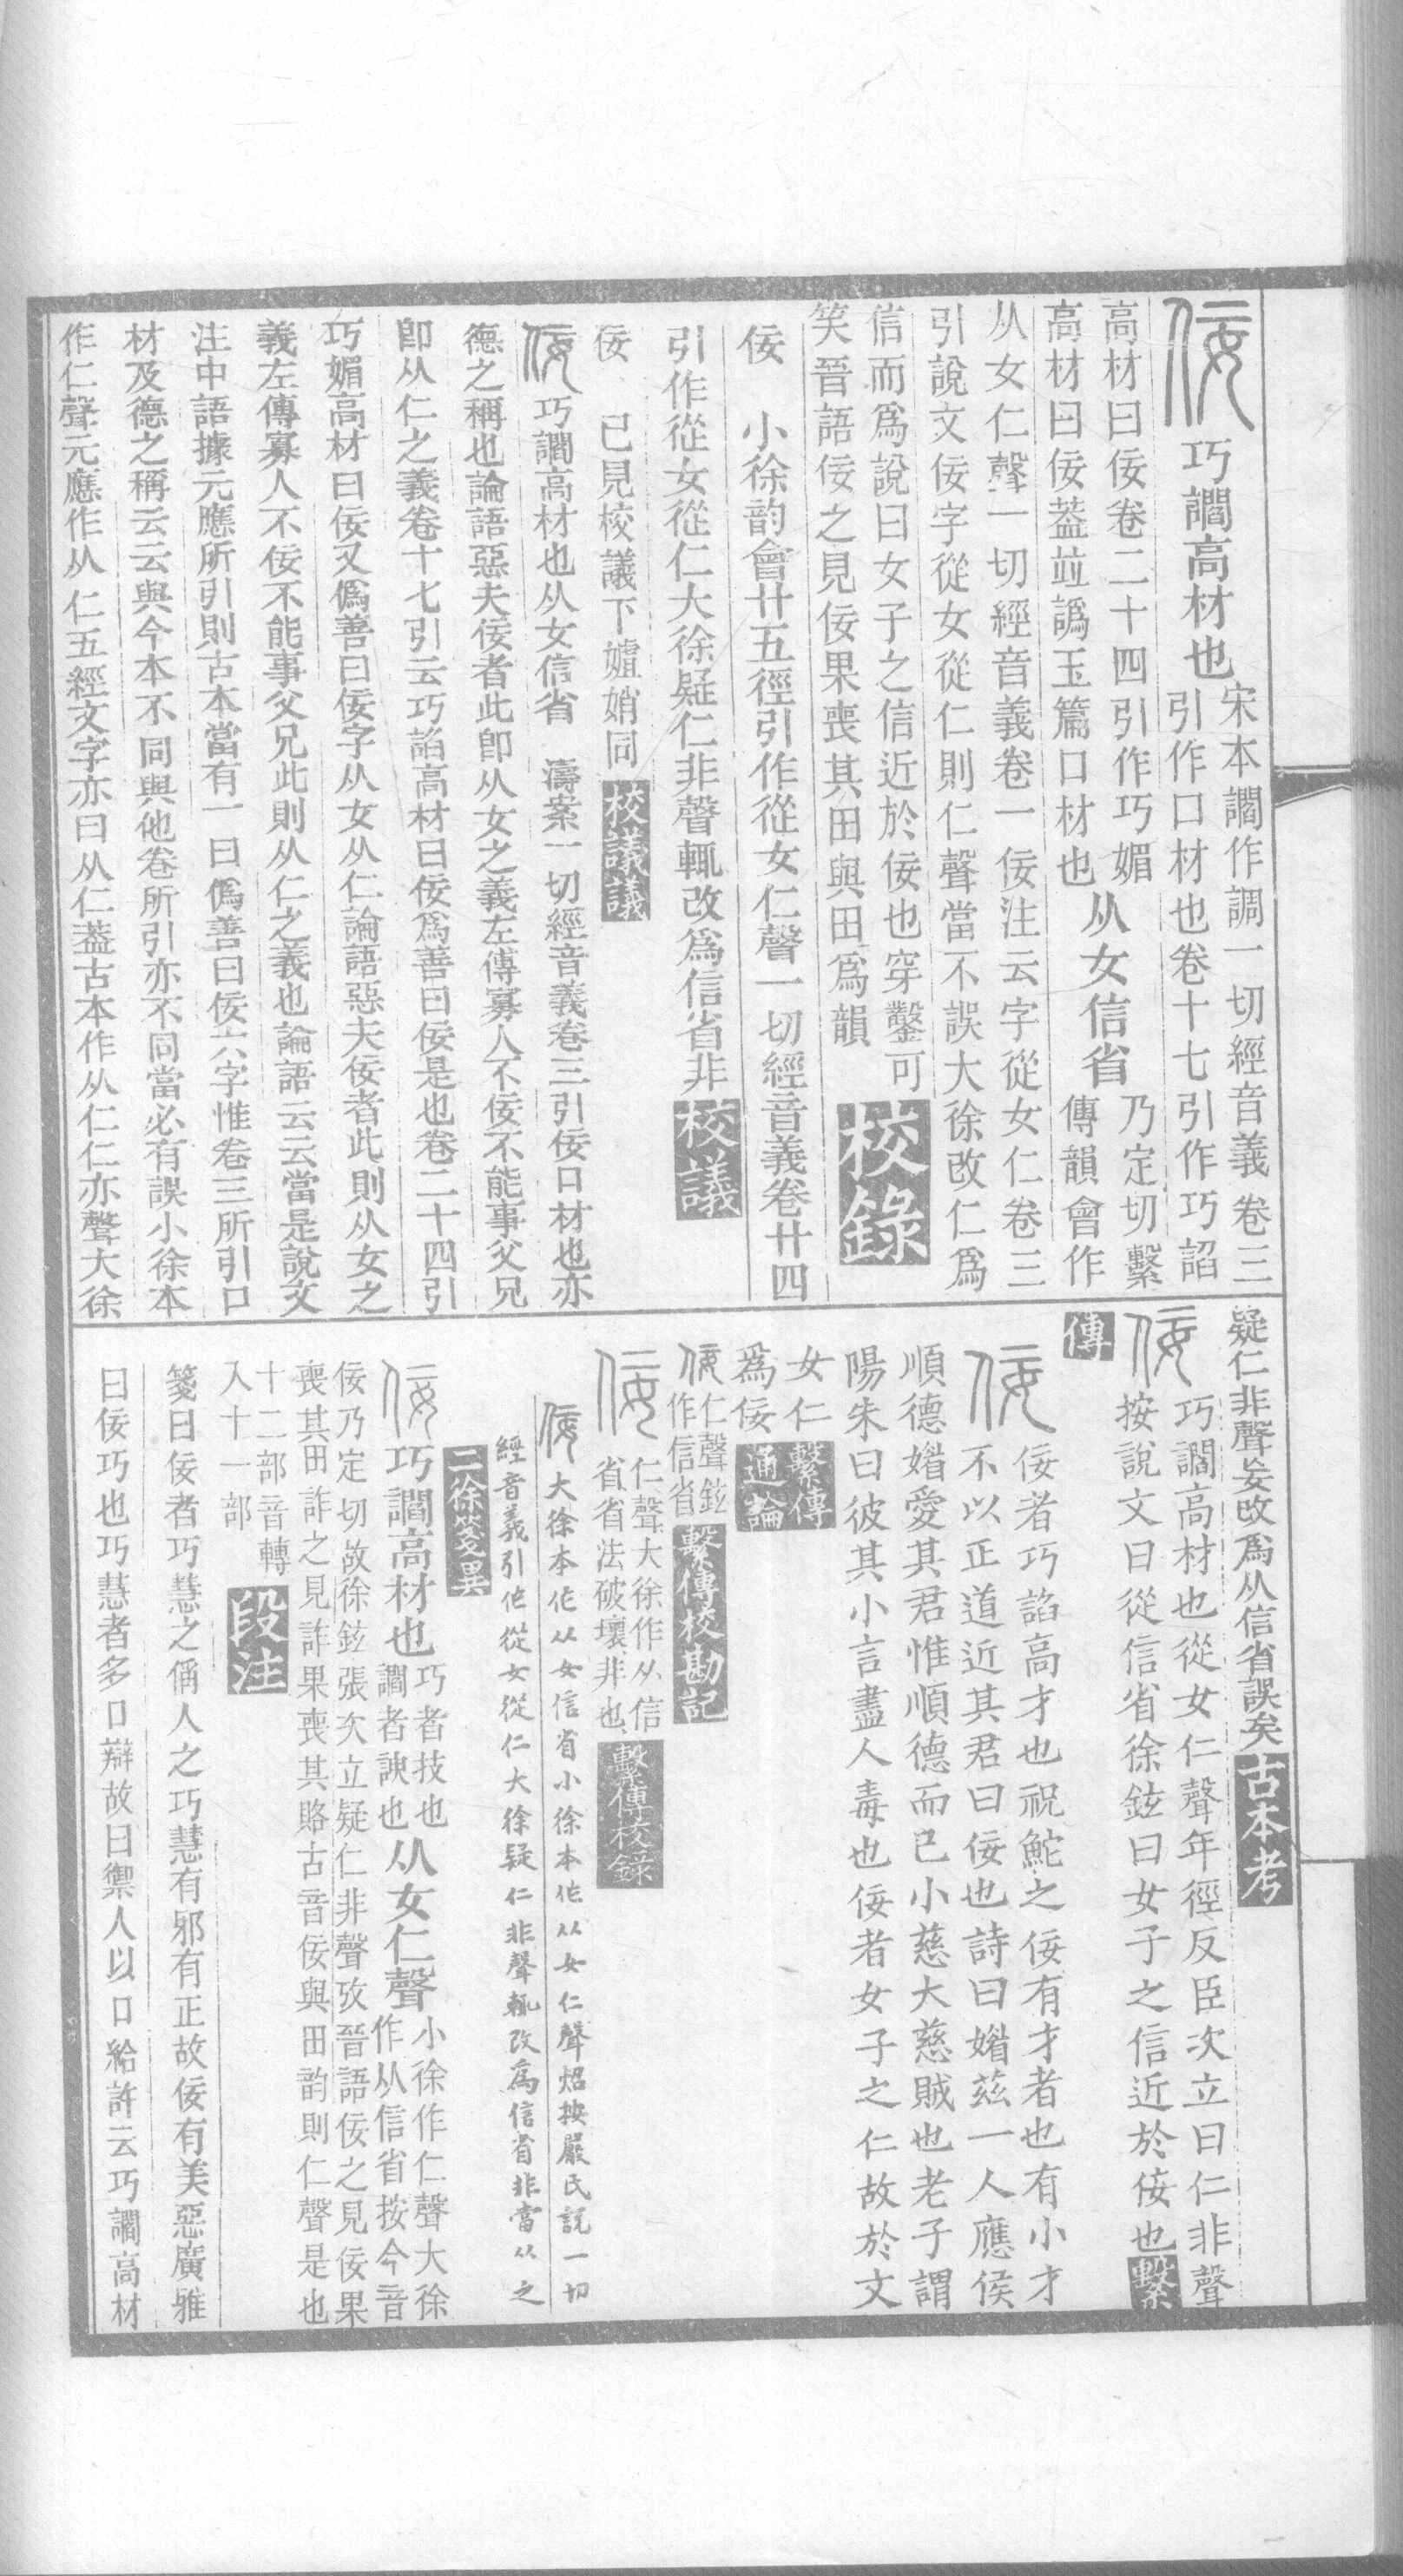 佞巧讇高材也宋本讇作調一切經音義卷三
引作口材也卷十七引作巧諂
高材曰佞卷二十四引作巧媚
高材曰佞葢竝譌玉篇口材也
从女信省乃定切繫
傳韻會作
从女仁聲一切經音義卷一佞注云字從女仁卷三
引說文佞字從女從仁則仁聲當不誤大徐改仁爲
信而爲說曰女子之信近於佞也穿鑿可
笑晉語佞之見佞果喪其田與田爲韻
校錄
佞　小徐韵會廿五徑引作從女仁聲一切經音義卷廿四
引作從女從仁大徐疑仁非聲輒改爲信省非校議
佞　已見校議下媢媘同校議議
佞巧讇高材也从女信省　濤案一切經音義卷三引佞口材也亦
德之稱也論語惡夫佞者此卽从女之義左傳寡人不佞不能事父兄
卽从仁之義卷十七引云巧諂高材曰佞爲善曰佞是也卷二十四引
巧媚高材曰佞又僞善曰佞字从女从仁論語惡夫佞者此則从女之
義左傳寡人不佞不能事父兄此則从仁之義也論語云云當是說文
注中語據元應所引則古本當有一曰僞善曰佞六字惟卷三所引口
材及德之稱云云與今本不同與他卷所引亦不同當必有誤小徐本
作仁聲元應作从仁五經文字亦曰从仁葢古本作从仁仁亦聲大徐
疑仁非聲妄改爲从信省誤矣古本考
佞巧讇高材也從女仁聲年徑反臣次立曰仁非聲
按說文曰從信省徐鉉曰女子之信近於佞也繫
傳
佞佞者巧諂高才也祝鮀之佞有才者也有小才
不以正道近其君曰佞也詩曰媘茲一人應侯
順德媘愛其君惟順德而已小慈大慈賊也老子謂
陽朱曰彼其小言盡人毒也佞者女子之仁故於文
女仁
爲佞
繫傳
通論
佞仁聲鉉
作信省
繫傳校勘記
佞仁聲大徐作从信
省省法破壞非也
繫傳校錄
佞大徐本作从女信省小徐本作从女仁聲炤按嚴氏說一切
經音義引作從女從仁大徐疑仁非聲輒改爲信省非當从之
二徐箋異
佞巧讇高材也巧者技也
讇者諛也
从女仁聲小徐作仁聲大徐
作从信省按今音
佞乃定切故徐鉉張次立疑仁非聲攷晉語佞之見佞果
喪其田詐之見詐果喪其賂古音佞與田韵則仁聲是也
十二部音轉
入十一部
段注
箋曰佞者巧慧之偁人之巧慧有邪有正故佞有美惡廣雅
曰佞巧也巧慧者多口辯故曰禦人以口給許云巧讇高材